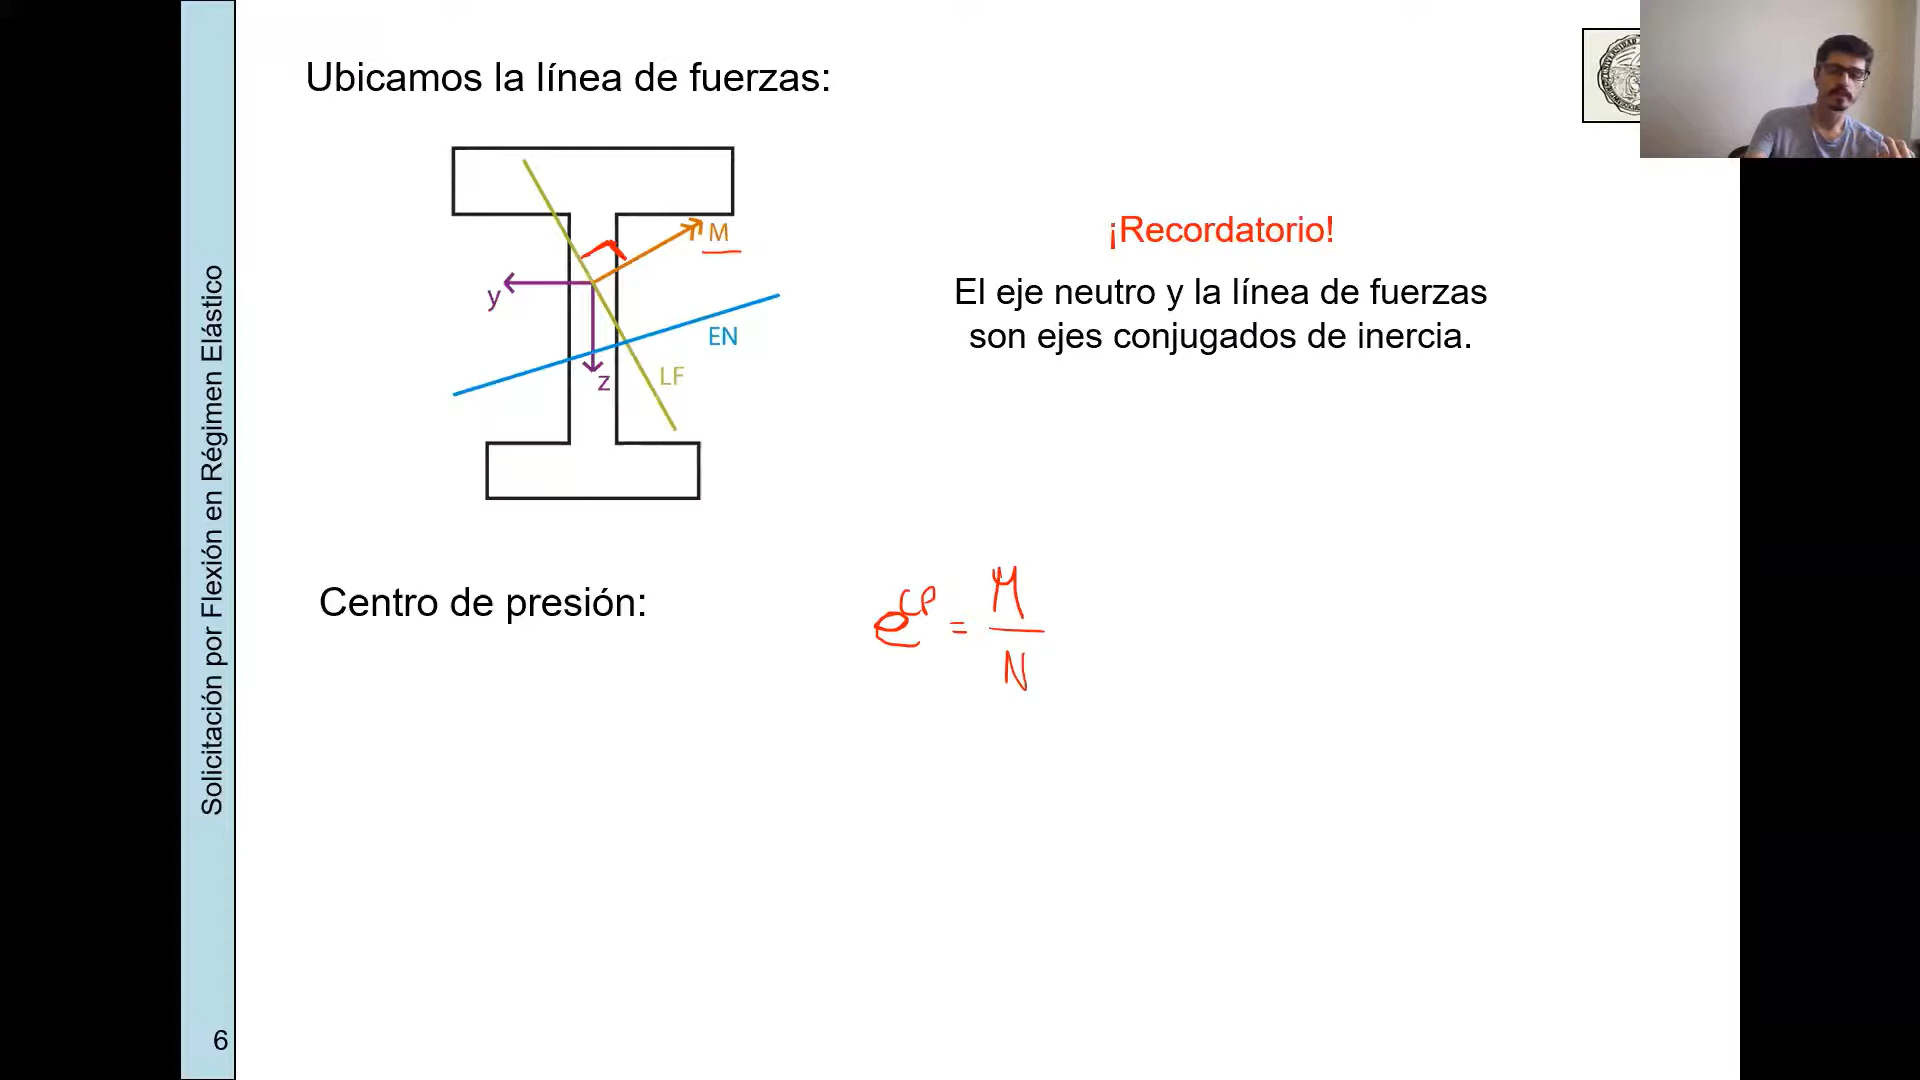 Ubicamos la línea de fuerzas:
M
y
EN
z
LF
¡Recordatorio!
El eje neutro y la línea de fuerzas
son ejes conjugados de inercia.
Centro de presión:
e^CP = M/N
Solicitación por Flexión en Régimen Elástico
6